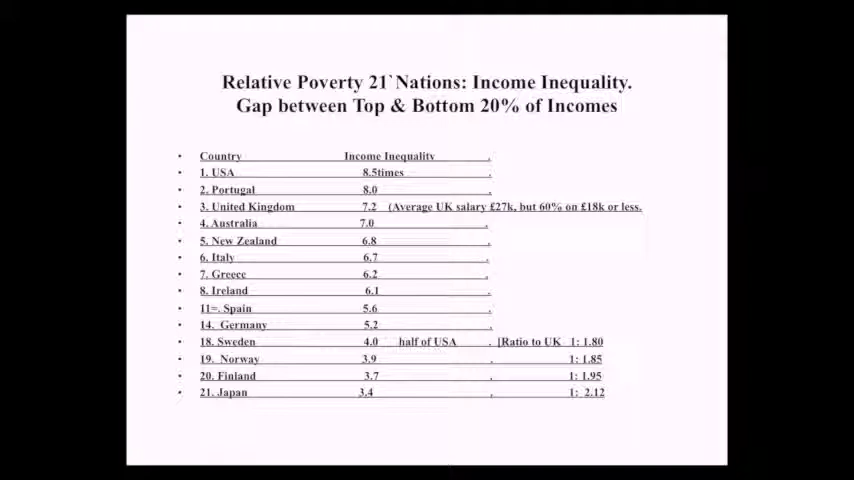 Relative Poverty 21`Nations: Income Inequality.
Gap between Top & Bottom 20% of Incomes
• Country Income Inequality .
• 1. USA 8.5times .
• 2. Portugal 8.0 .
• 3. United Kingdom 7.2 (Average UK salary £27k, but 60% on £18k or less.
• 4. Australia 7.0 .
• 5. New Zealand 6.8 .
• 6. Italy 6.7 .
• 7. Greece 6.2 .
• 8. Ireland 6.1 .
• 11=. Spain 5.6 .
• 14. Germany 5.2 .
• 18. Sweden 4.0 half of USA . [Ratio to UK 1: 1.80
• 19. Norway 3.9 . 1: 1.85
• 20. Finland 3.7 . 1: 1.95
• 21. Japan 3.4 . 1: 2.12